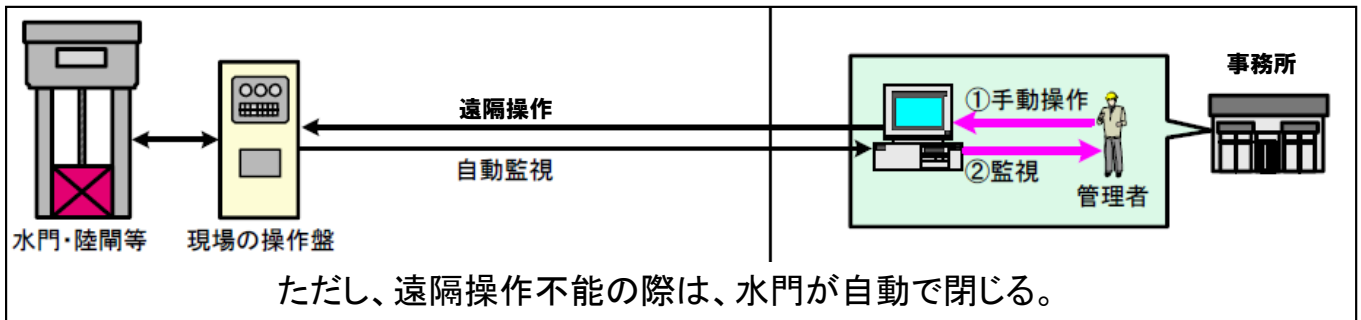 事務所
遠隔操作
①手動操作
自動監視
②監視
管理者
水門・陸閘等
現場の操作盤
ただし、遠隔操作不能の際は、水門が自動で閉じる。